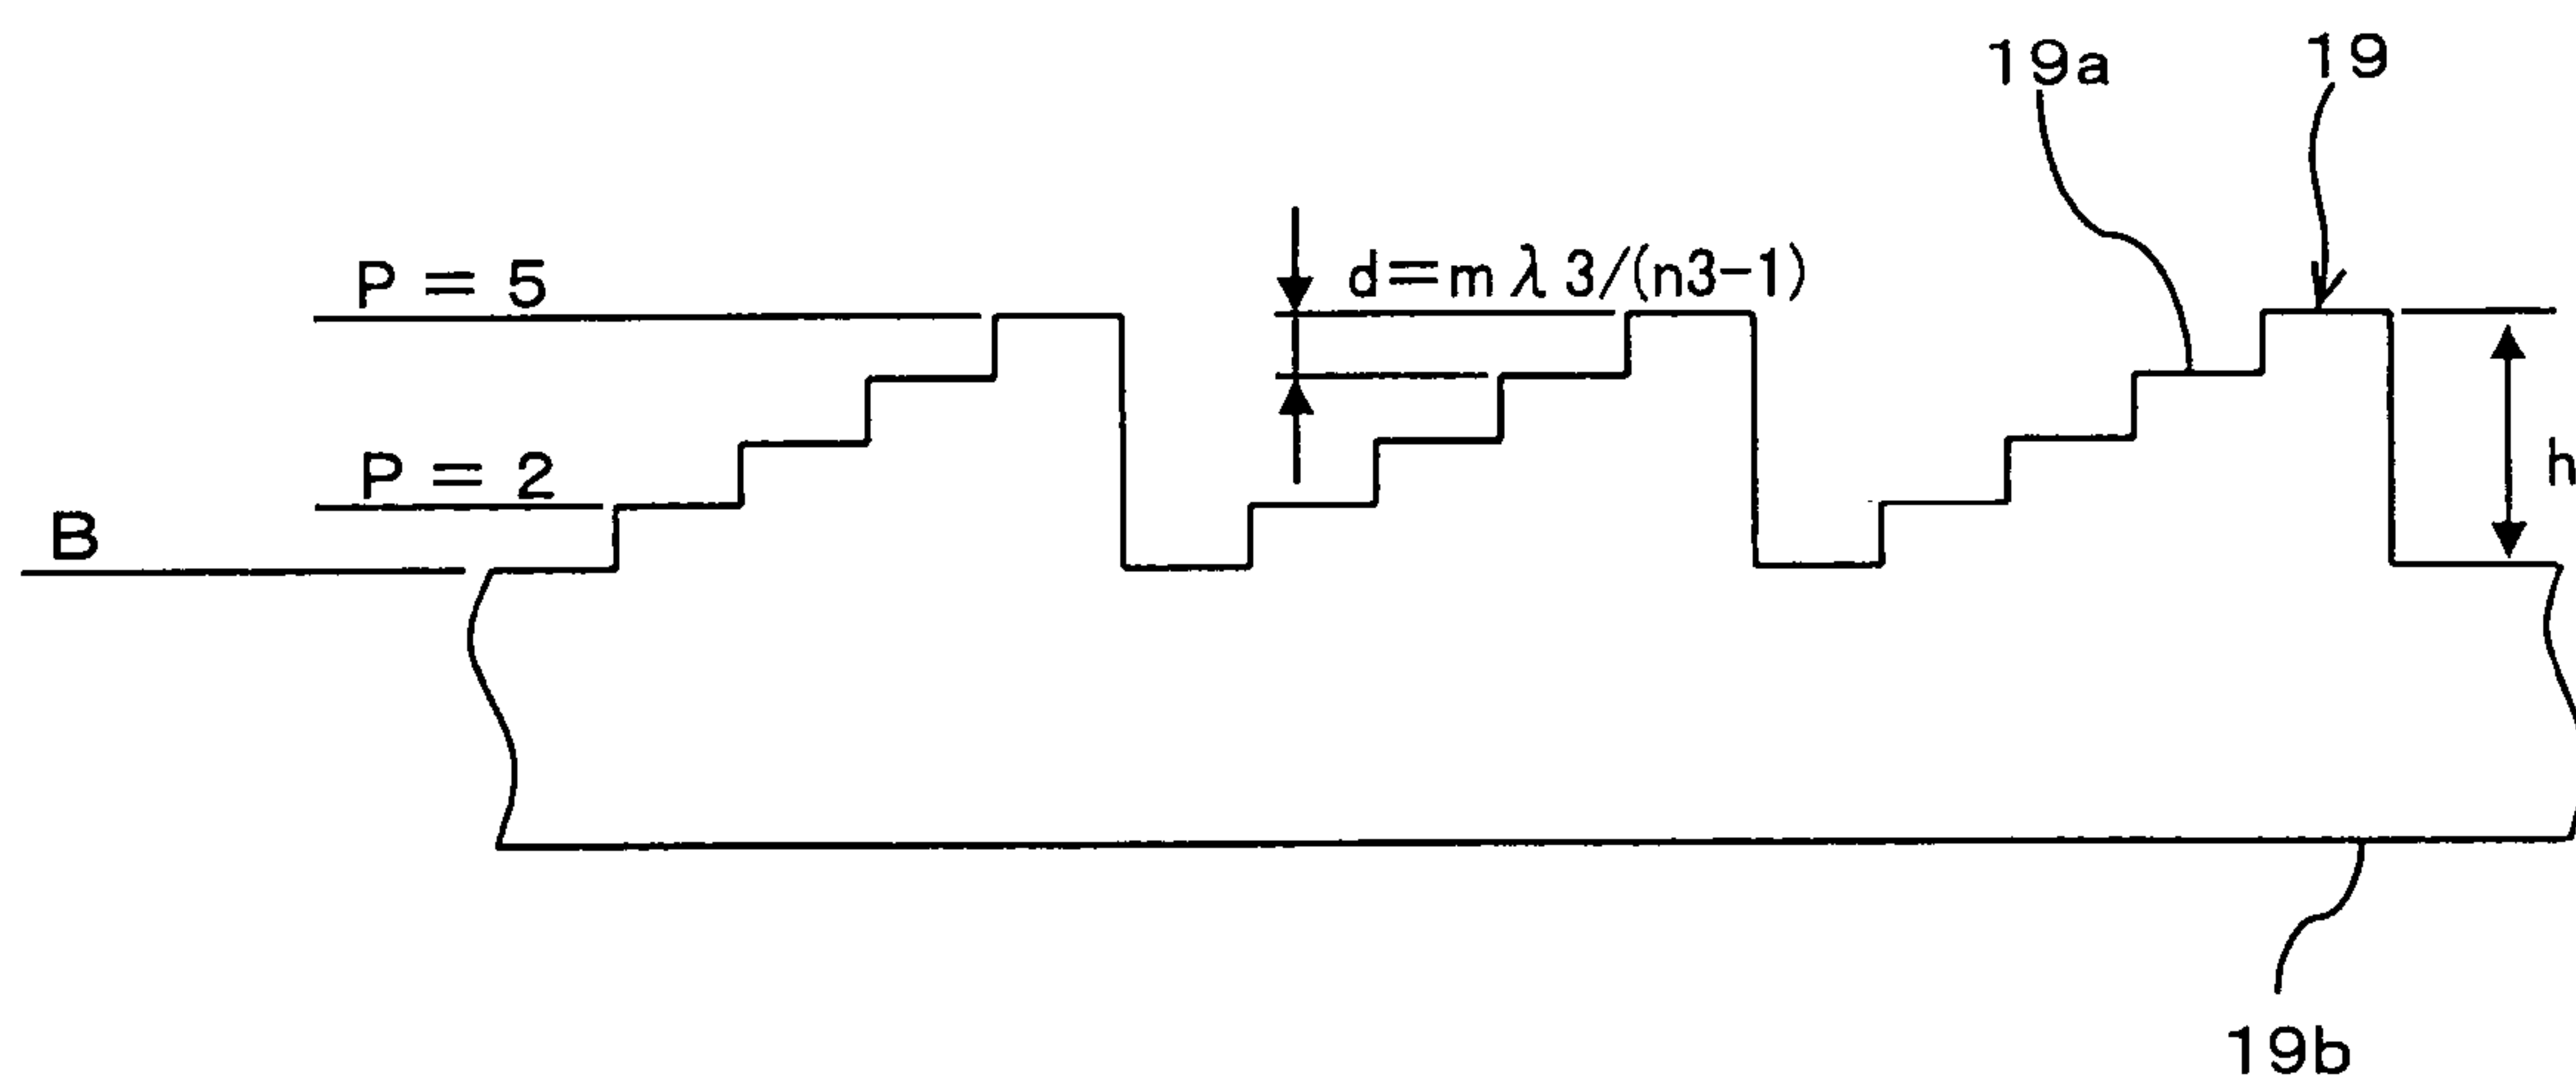 19a
19
P = 5
d=mλ3/(n3-1)
P = 2
h
B
19b